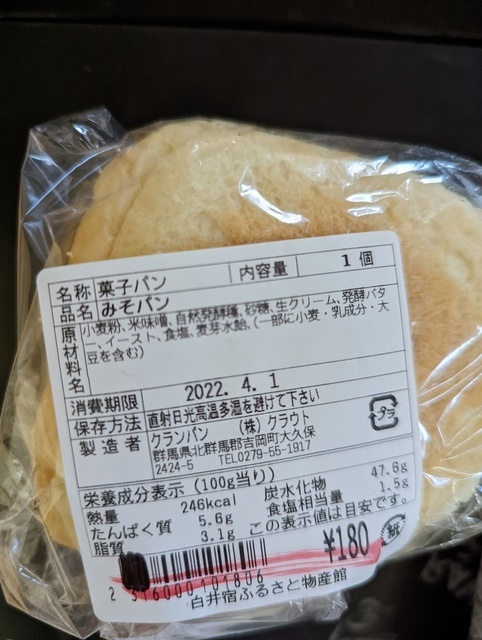 名称 菓子パン 内容量 1 個
品名 みそパン
原材料名 小麦粉、米味噌、自然発酵種、砂糖、生クリーム、発酵バター、イースト、食塩、麦芽水飴、(一部に小麦・乳成分・大豆を含む)
消費期限 2022. 4. 1
保存方法 直射日光高温多湿を避けて下さい
製造者 クランパン (株) クラウト
群馬県北群馬郡吉岡町大久保
2424-5 TEL0279-55-1917
プラ
栄養成分表示 (100g当り)
熱量 246kcal 炭水化物 47.6g
たんぱく質 5.6g 食塩相当量 1.5g
脂質 3.1g この表示値は目安です。
¥180
紙
2 316000101806
白井宿ふるさと物産館